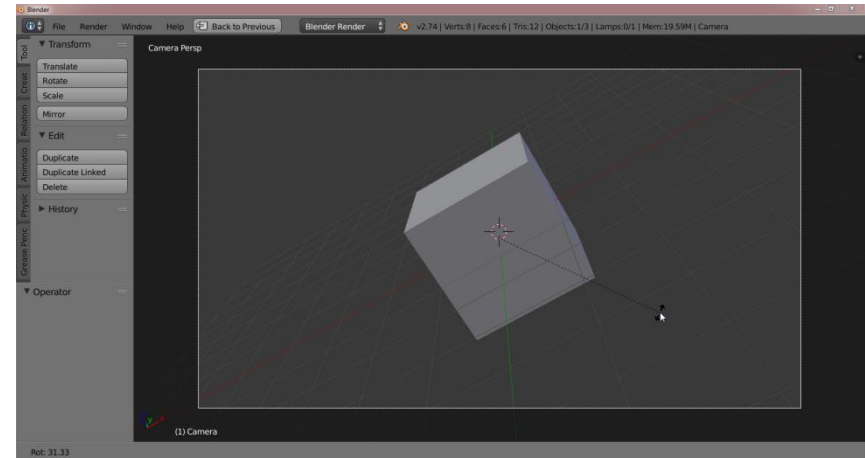 Blender
File Render Window Help Back to Previous Blender Render v2.74 | Verts:8 | Faces:6 | Tris:12 | Objects:1/3 | Lamps:0/1 | Mem:19.59M | Camera
Tool
Creat
Relation
Animatio
Physic
Grease Penc
Transform
Translate
Rotate
Scale
Mirror
Edit
Duplicate
Duplicate Linked
Delete
History
Operator
Camera Persp
y x
(1) Camera
Rot: 31.33